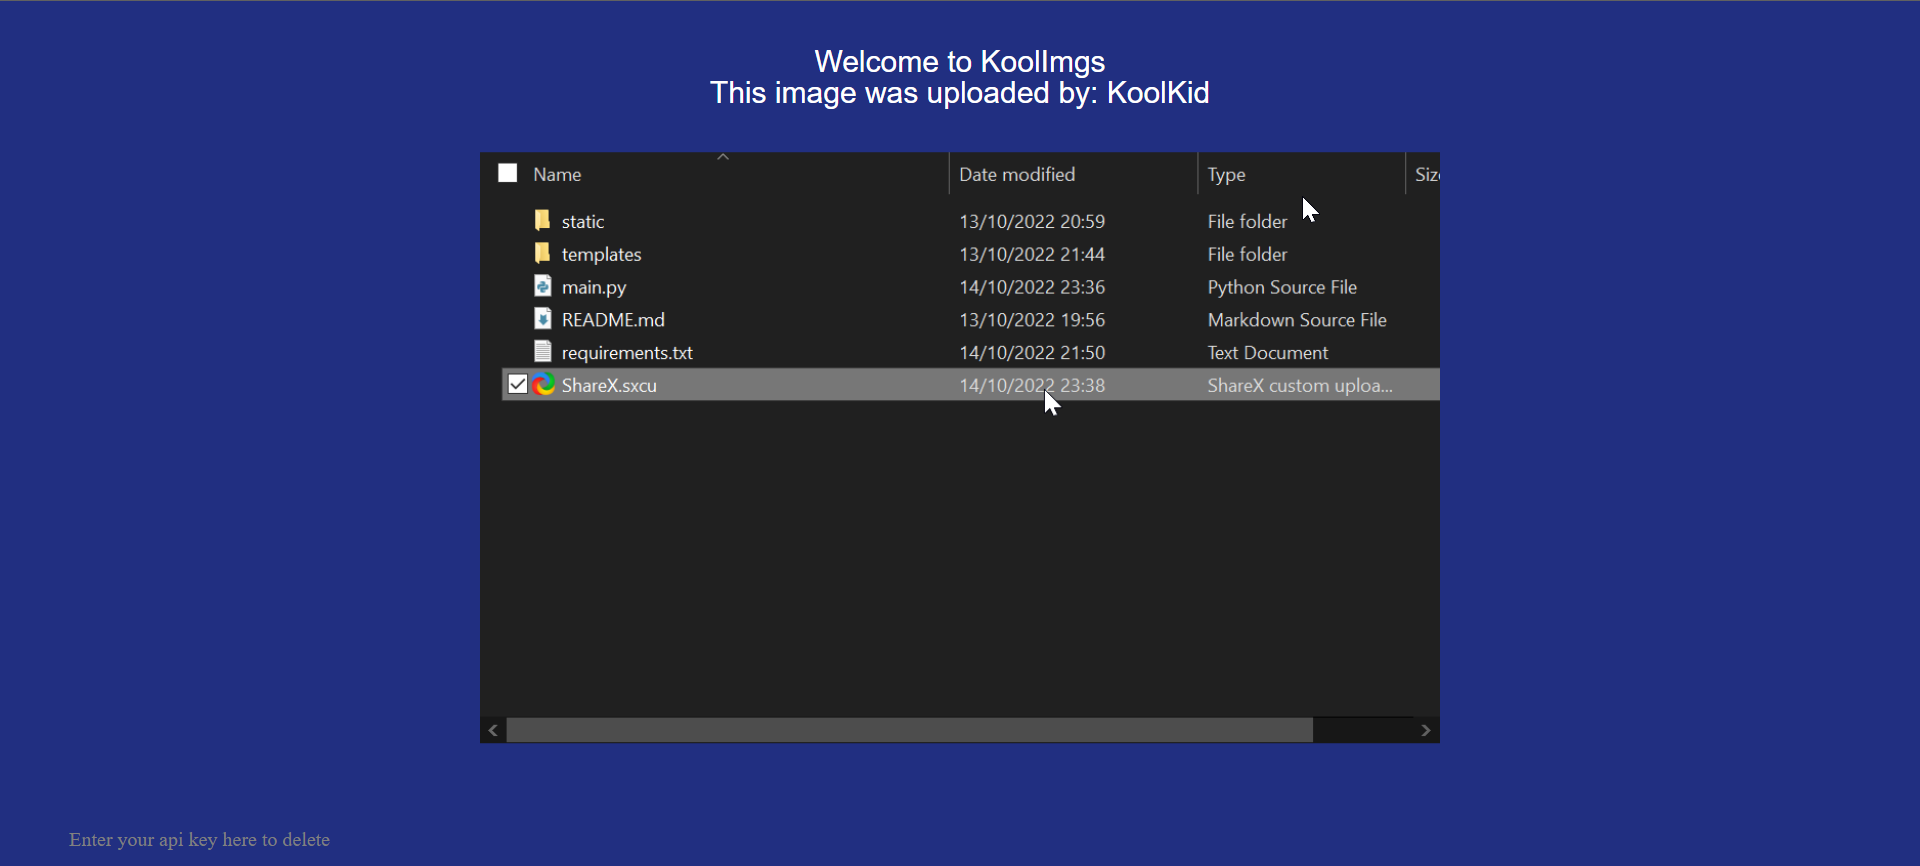 Welcome to KoolImgs
This image was uploaded by: KoolKid
Name Date modified Type
static 13/10/2022 20:59 File folder
templates 13/10/2022 21:44 File folder
main.py 14/10/2022 23:36 Python Source File
README.md 13/10/2022 19:56 Markdown Source File
requirements.txt 14/10/2022 21:50 Text Document
ShareX.sxcu 14/10/2022 23:38 ShareX custom uploa...
Enter your api key here to delete